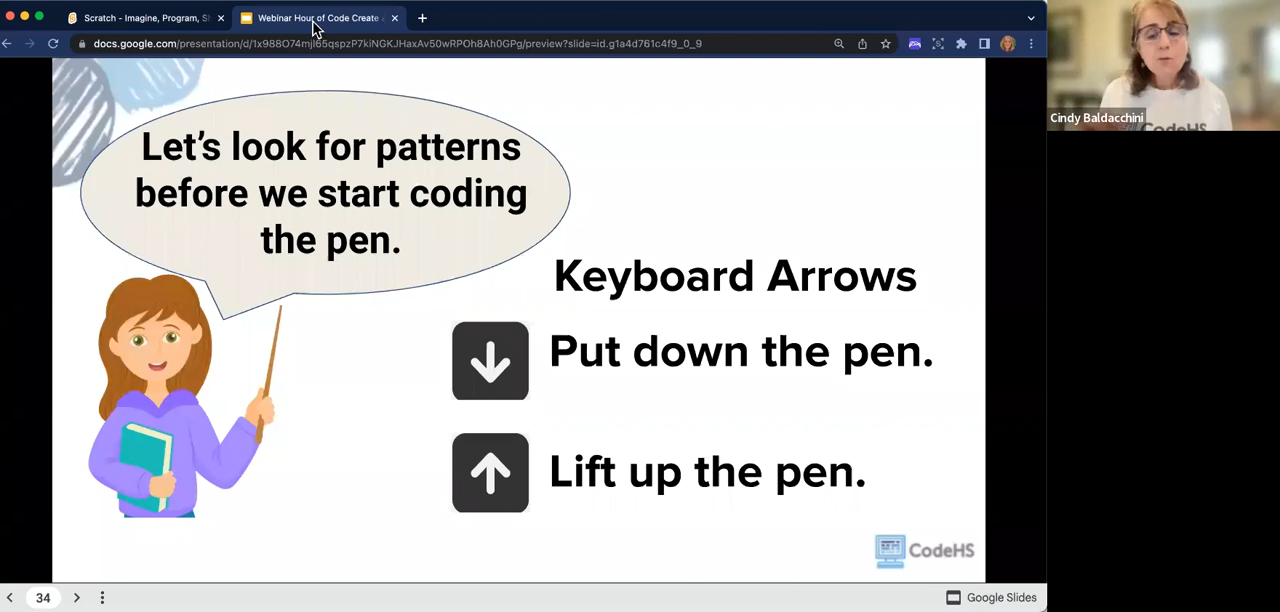 Scratch - Imagine, Program, S
Webinar Hour of Code Create
docs.google.com/presentation/d/1x988O74mjl65qspzP7kiNGKJHaxAv50wRPOh8Ah0GPg/preview?slide=id.g1a4d761c4f9_0_9
Let's look for patterns
before we start coding
the pen.
Keyboard Arrows
Put down the pen.
Lift up the pen.
CodeHS
34
Google Slides
Cindy Baldacchini
CodeHS